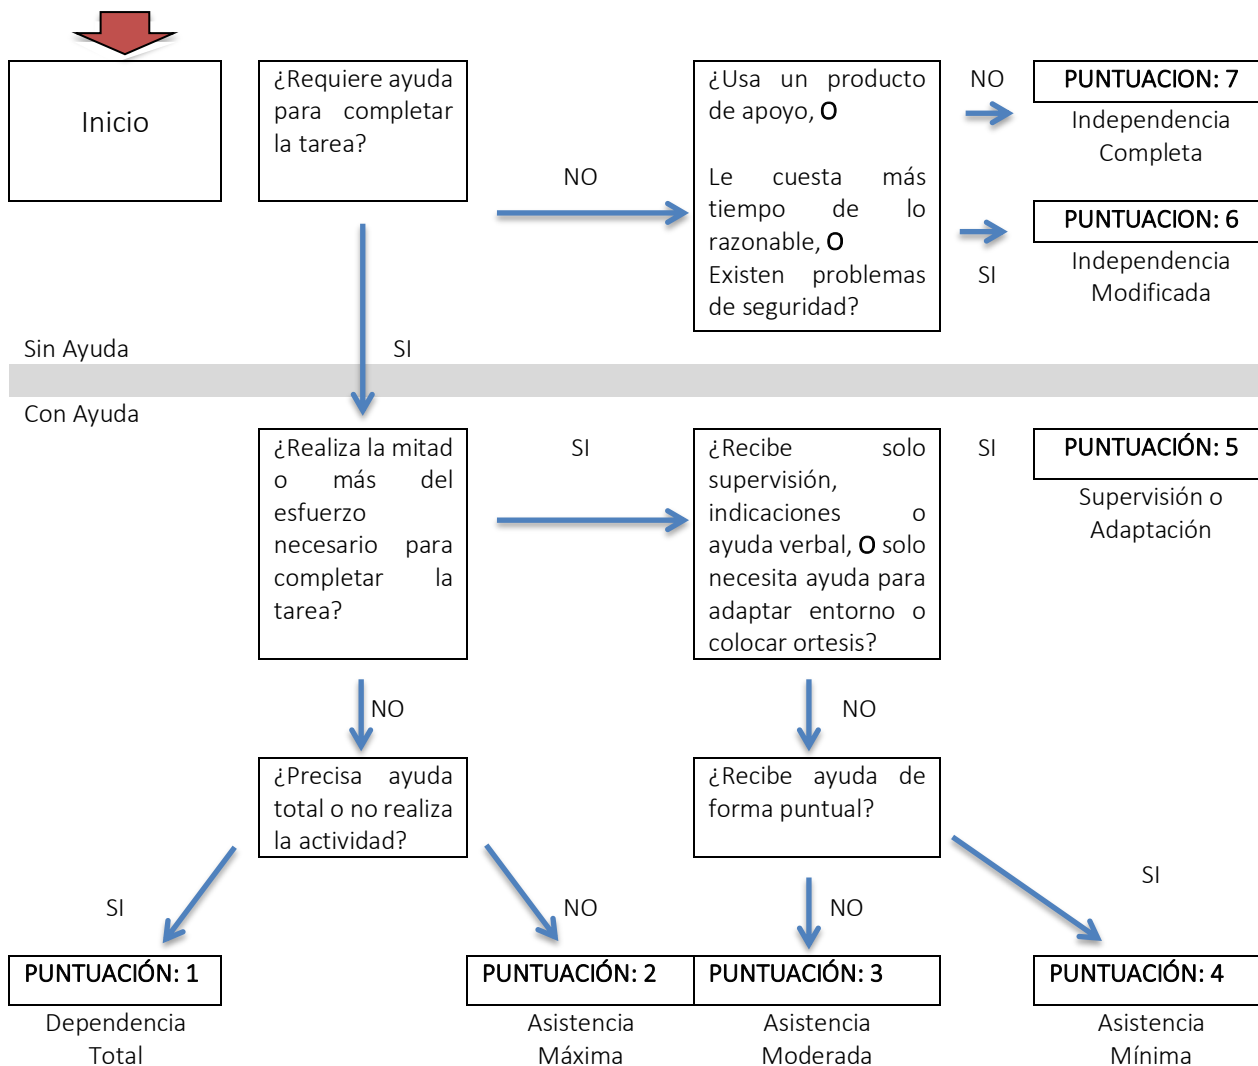 Inicio
¿Requiere ayuda
para completar
la tarea?
NO
¿Usa un producto
de apoyo, O
Le cuesta más
tiempo de lo
razonable, O
Existen problemas
de seguridad?
NO
PUNTUACION: 7
Independencia
Completa
SI
PUNTUACION: 6
Independencia
Modificada
Sin Ayuda
SI
Con Ayuda
¿Realiza la mitad
o más del
esfuerzo
necesario para
completar la
tarea?
SI
¿Recibe solo
supervisión,
indicaciones o
ayuda verbal, O solo
necesita ayuda para
adaptar entorno o
colocar ortesis?
SI
PUNTUACIÓN: 5
Supervisión o
Adaptación
NO
NO
¿Precisa ayuda
total o no realiza
la actividad?
¿Recibe ayuda de
forma puntual?
SI
NO
NO
SI
PUNTUACIÓN: 1
Dependencia
Total
PUNTUACIÓN: 2
Asistencia
Máxima
PUNTUACIÓN: 3
Asistencia
Moderada
PUNTUACIÓN: 4
Asistencia
Mínima